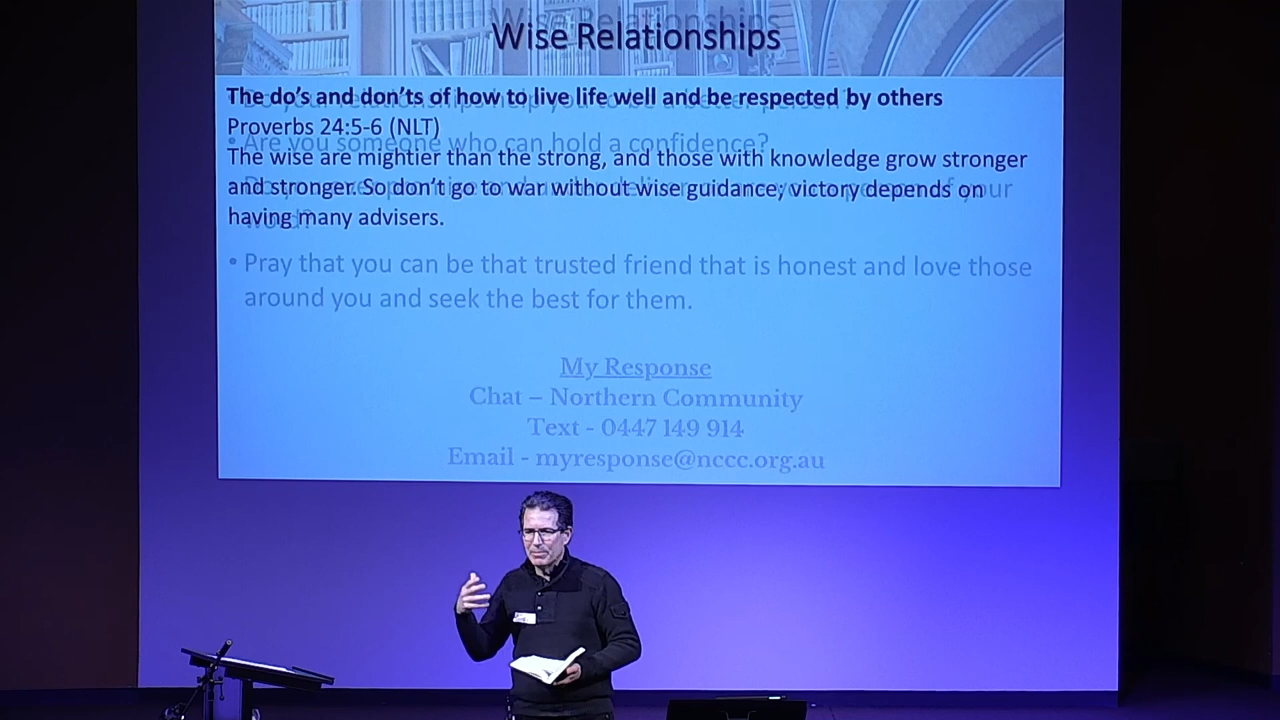 Wise Relationships
Wise Relationships
The do's and don'ts of how to live life well and be respected by others
Proverbs 24:5-6 (NLT)
• Are you someone who can hold a confidence?
The wise are mightier than the strong, and those with knowledge grow stronger
and stronger. So don't go to war without wise guidance; victory depends on
having many advisers.
• Pray that you can be that trusted friend that is honest and love those
around you and seek the best for them.
My Response
Chat – Northern Community
Text - 0447 149 914
Email - myresponse@nccc.org.au